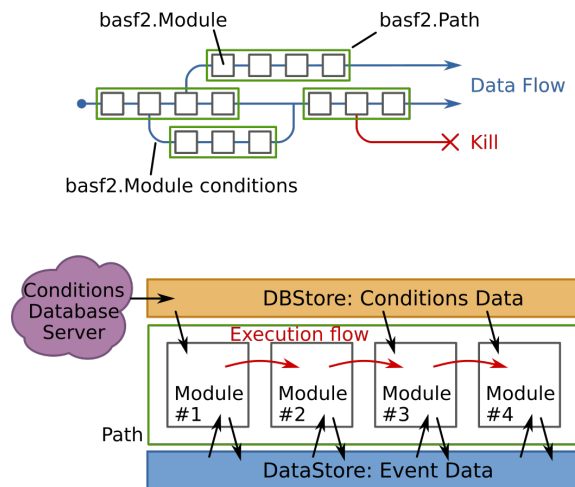 basf2.Module
basf2.Path
Data Flow
Kill
basf2.Module conditions
Conditions
Database
Server
DBStore: Conditions Data
Execution flow
Module
#1
Module
#2
Module
#3
Module
#4
Path
DataStore: Event Data